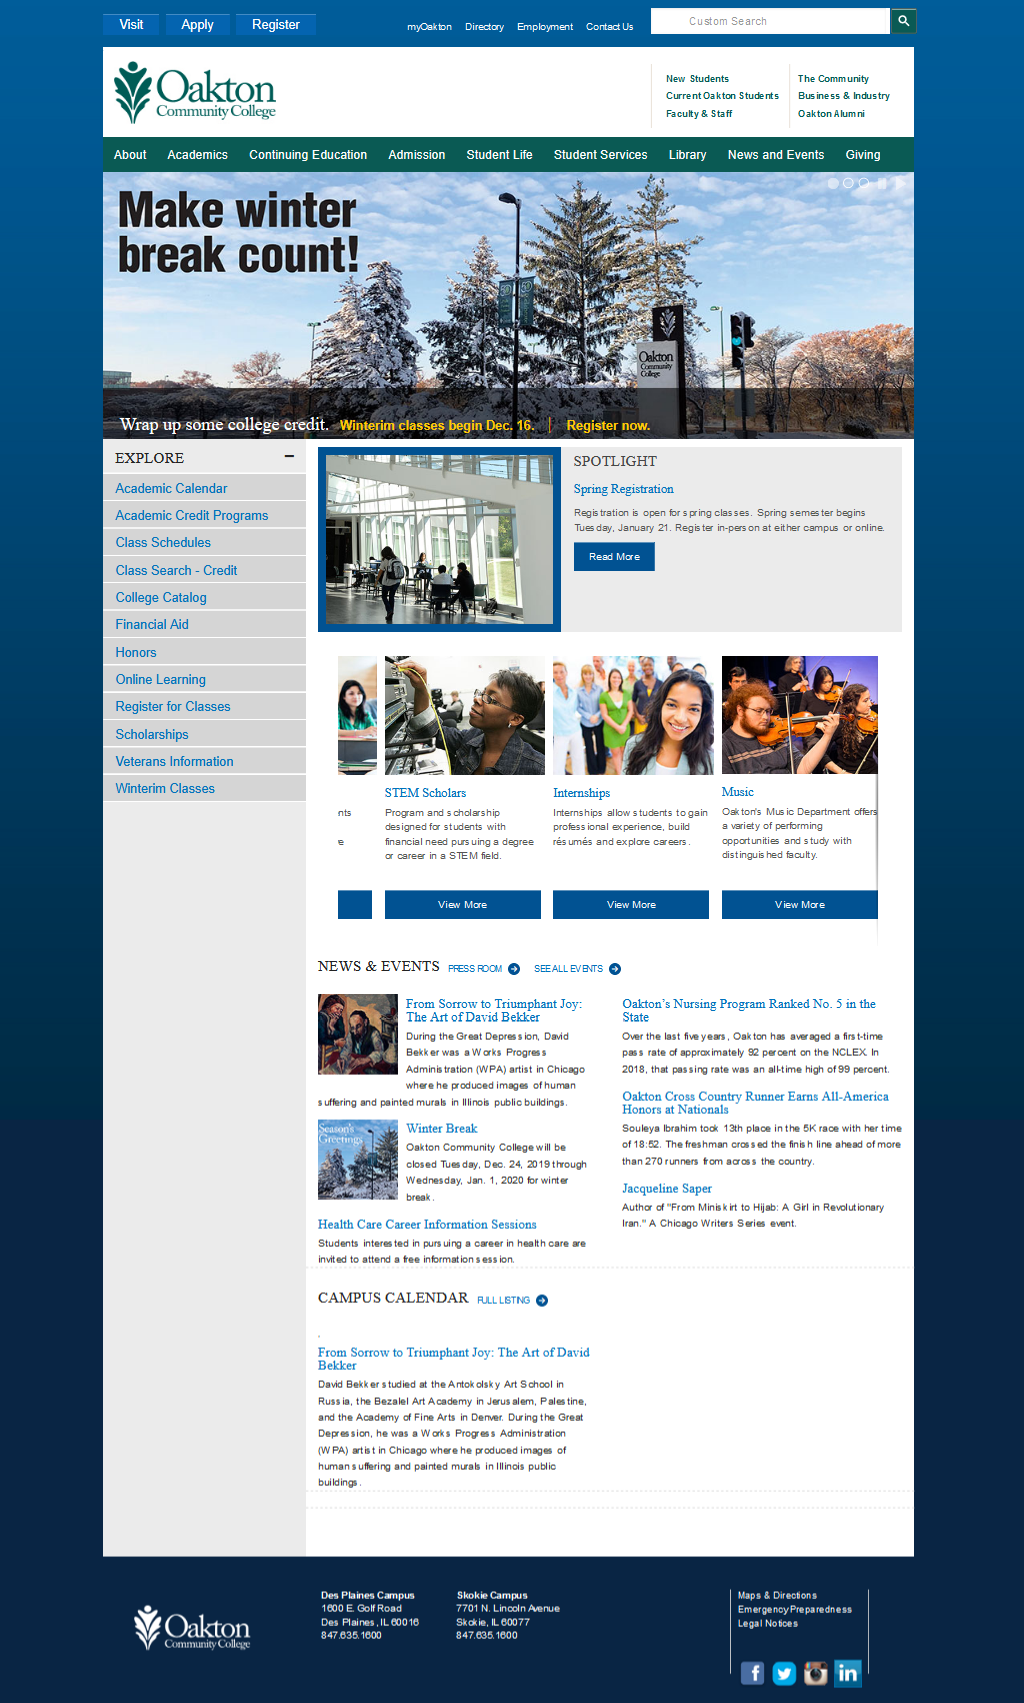 Visit Apply Register
myOakton Directory Employment Contact Us Custom Search
Oakton
Community College
New Students
Current Oakton Students
Faculty & Staff
The Community
Business & Industry
Oakton Alumni
About Academics Continuing Education Admission Student Life Student Services Library News and Events Giving
Make winter
break count!
Oakton
Community
College
Wrap up some college credit. Winterim classes begin Dec. 16. | Register now.
EXPLORE
Academic Calendar
Academic Credit Programs
Class Schedules
Class Search - Credit
College Catalog
Financial Aid
Honors
Online Learning
Register for Classes
Scholarships
Veterans Information
Winterim Classes
SPOTLIGHT
Spring Registration
Registration is open for spring classes. Spring semester begins
Tuesday, January 21. Register in-person at either campus or online.
Read More
nts
STEM Scholars
Program and scholarship
designed for students with
financial need pursuing a degree
or career in a STEM field.
View More
Internships
Internships allow students to gain
professional experience, build
résumés and explore careers.
View More
Music
Oakton's Music Department offers
a variety of performing
opportunities and study with
distinguished faculty.
View More
NEWS & EVENTS PRESS ROOM SEE ALL EVENTS
From Sorrow to Triumphant Joy:
The Art of David Bekker
During the Great Depression, David
Bekker was a Works Progress
Administration (WPA) artist in Chicago
where he produced images of human
suffering and painted murals in Illinois public buildings.
Season's
Greetings
Winter Break
Oakton Community College will be
closed Tuesday, Dec. 24, 2019 through
Wednesday, Jan. 1, 2020 for winter
break.
Health Care Career Information Sessions
Students interested in pursuing a career in health care are
invited to attend a free information session.
Oakton's Nursing Program Ranked No. 5 in the
State
Over the last five years, Oakton has averaged a first-time
pass rate of approximately 92 percent on the NCLEX. In
2018, that passing rate was an all-time high of 99 percent.
Oakton Cross Country Runner Earns All-America
Honors at Nationals
Souleya Ibrahim took 13th place in the 5K race with her time
of 18:52. The freshman crossed the finish line ahead of more
than 270 runners from across the country.
Jacqueline Saper
Author of "From Miniskirt to Hijab: A Girl in Revolutionary
Iran." A Chicago Writers Series event.
CAMPUS CALENDAR FULL LISTING
From Sorrow to Triumphant Joy: The Art of David
Bekker
David Bekker studied at the Antokolsky Art School in
Russia, the Bezalel Art Academy in Jerusalem, Palestine,
and the Academy of Fine Arts in Denver. During the Great
Depression, he was a Works Progress Administration
(WPA) artist in Chicago where he produced images of
human suffering and painted murals in Illinois public
buildings.
Oakton
Community College
Des Plaines Campus
1600 E. Golf Road
Des Plaines, IL 60016
847.635.1600
Skokie Campus
7701 N. Lincoln Avenue
Skokie, IL 60077
847.635.1600
Maps & Directions
Emergency Preparedness
Legal Notices